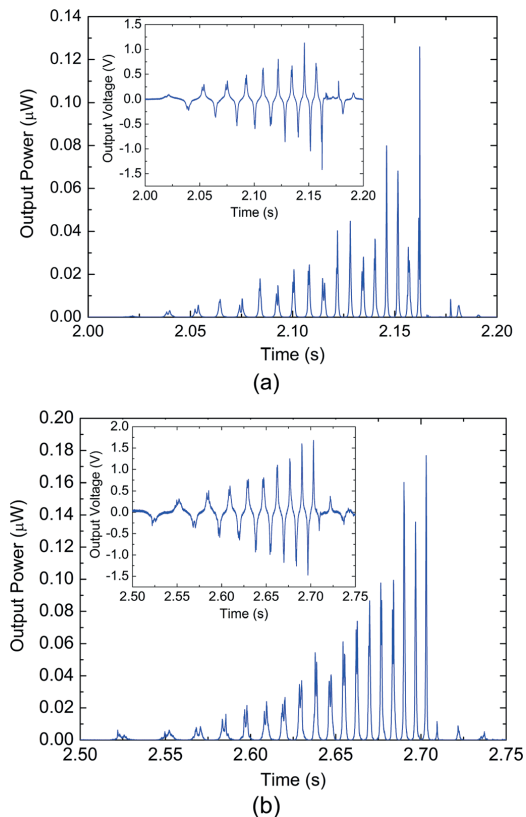 0.14
0.12
0.10
0.08
0.06
0.04
0.02
0.00
Output Power (μW)
2.00 2.05 2.10 2.15 2.20
Time (s)
1.5
1.0
0.5
0.0
-0.5
-1.0
-1.5
Output Voltage (V)
2.00 2.05 2.10 2.15 2.20
Time (s)
(a)
0.20
0.18
0.16
0.14
0.12
0.10
0.08
0.06
0.04
0.02
0.00
Output Power (μW)
2.50 2.55 2.60 2.65 2.70 2.75
Time (s)
2.0
1.5
1.0
0.5
0.0
-0.5
-1.0
-1.5
Output Voltage (V)
2.50 2.55 2.60 2.65 2.70 2.75
Time (s)
(b)